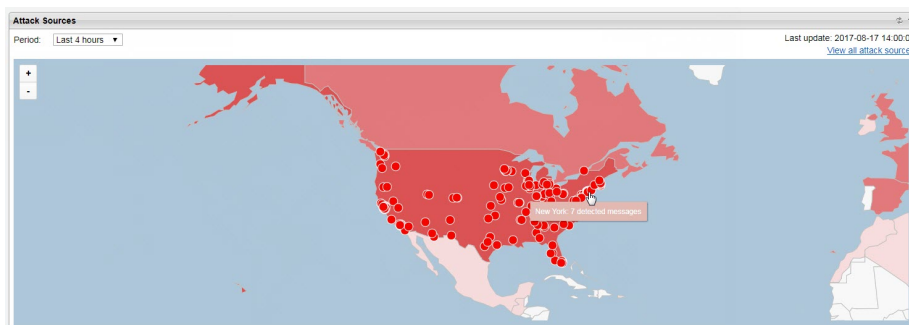 Attack Sources
Period: Last 4 hours
Last update: 2017-08-17 14:00:0
View all attack source
+
-
New York: 7 detected messages